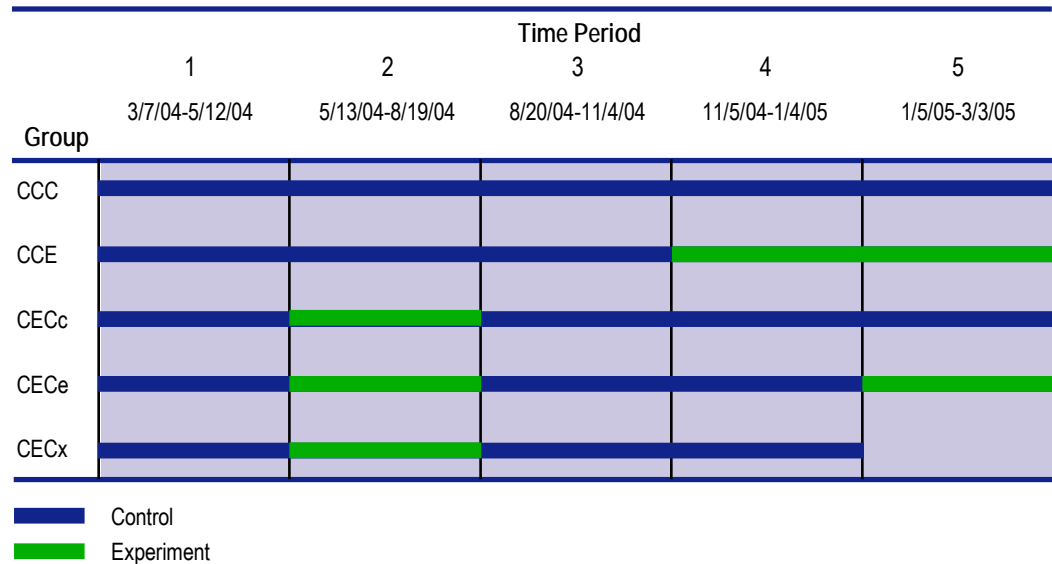 Time Period
1 2 3 4 5
3/7/04-5/12/04 5/13/04-8/19/04 8/20/04-11/4/04 11/5/04-1/4/05 1/5/05-3/3/05
Group
CCC
CCE
CECc
CECe
CECx
Control
Experiment